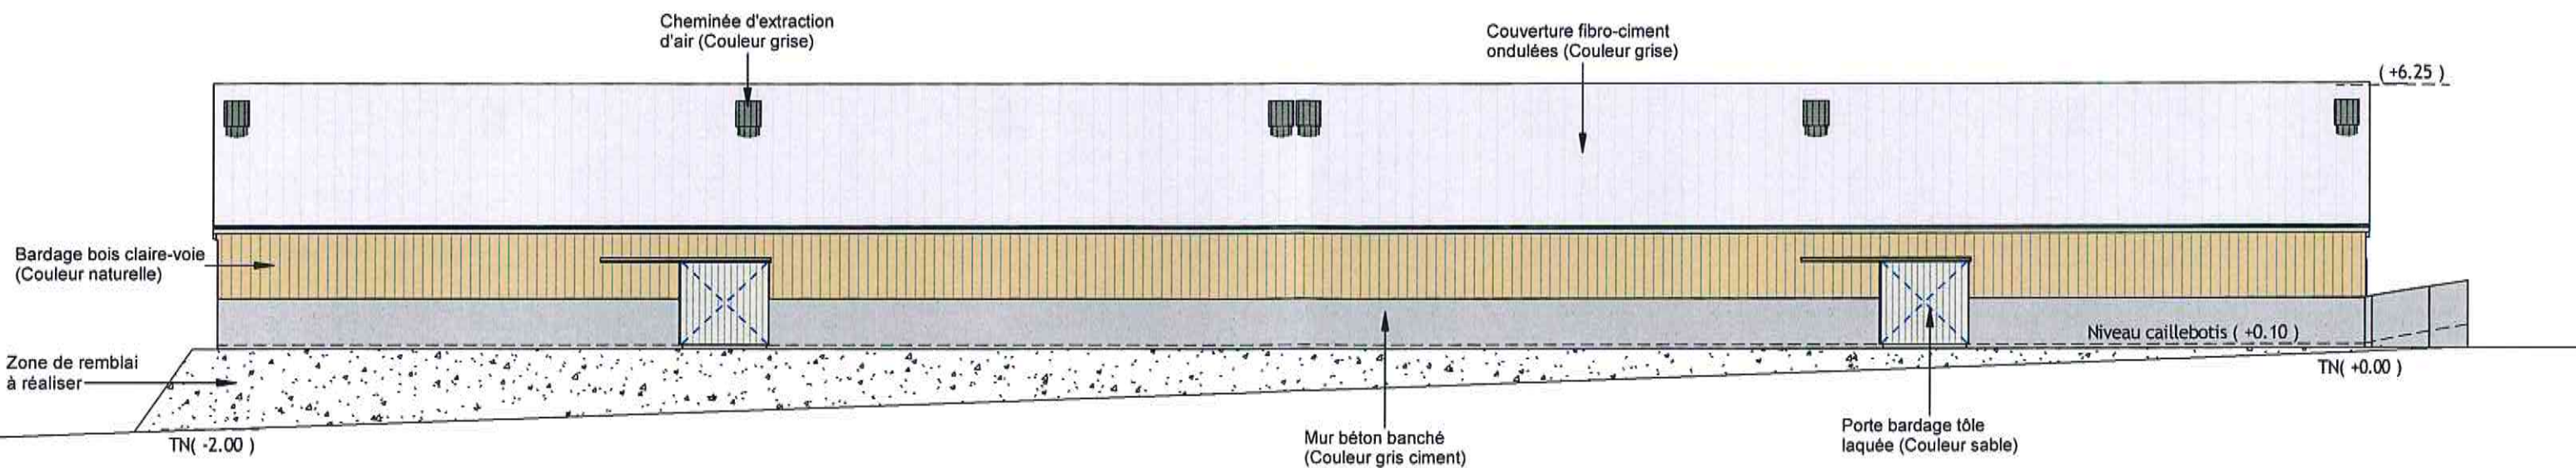 Cheminée d'extraction
d'air (Couleur grise)
Couverture fibro-ciment
ondulées (Couleur grise)
( +6.25 )
Bardage bois claire-voie
(Couleur naturelle)
Niveau caillebotis ( +0.10 )
Zone de remblai
à réaliser
TN( +0.00 )
TN( -2.00 )
Mur béton banché
(Couleur gris ciment)
Porte bardage tôle
laquée (Couleur sable)